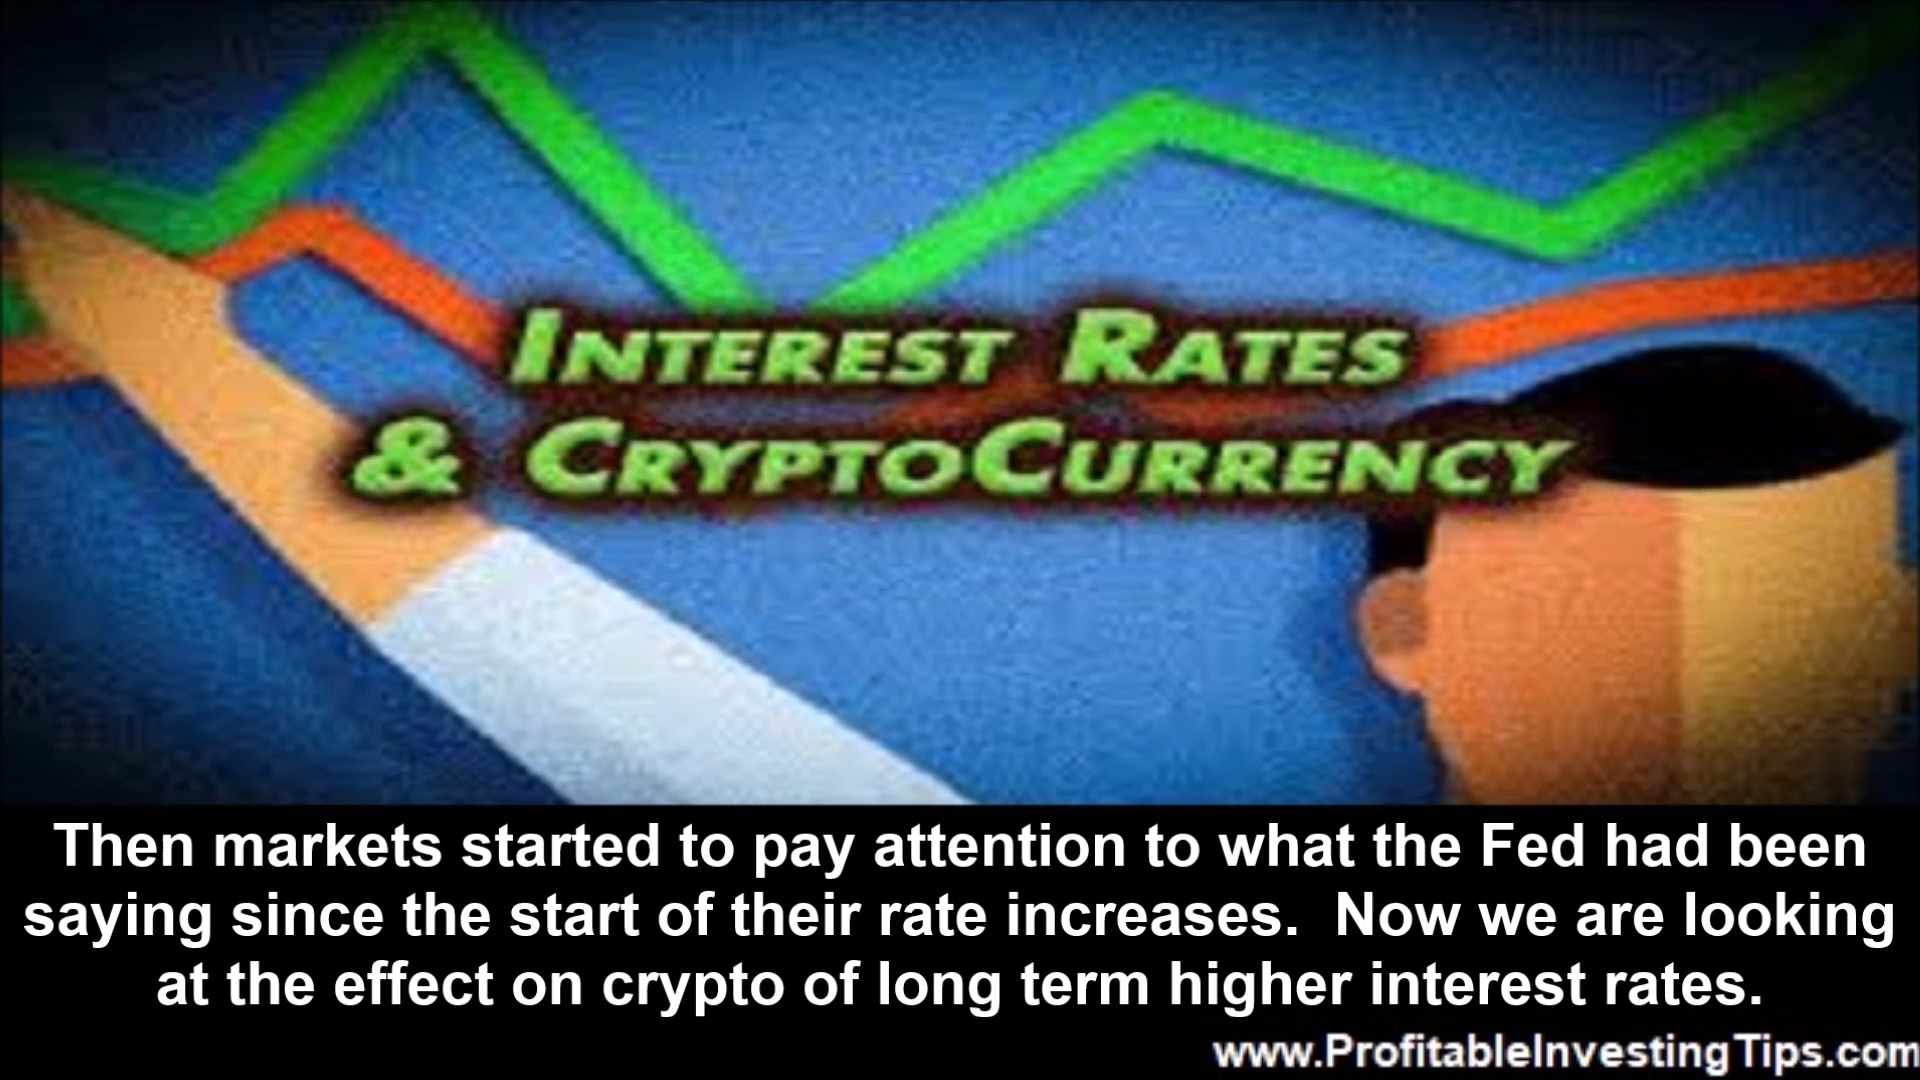 Interest Rates
& CryptoCurrency
Then markets started to pay attention to what the Fed had been
saying since the start of their rate increases.  Now we are looking
at the effect on crypto of long term higher interest rates.
www.ProfitableInvestingTips.com